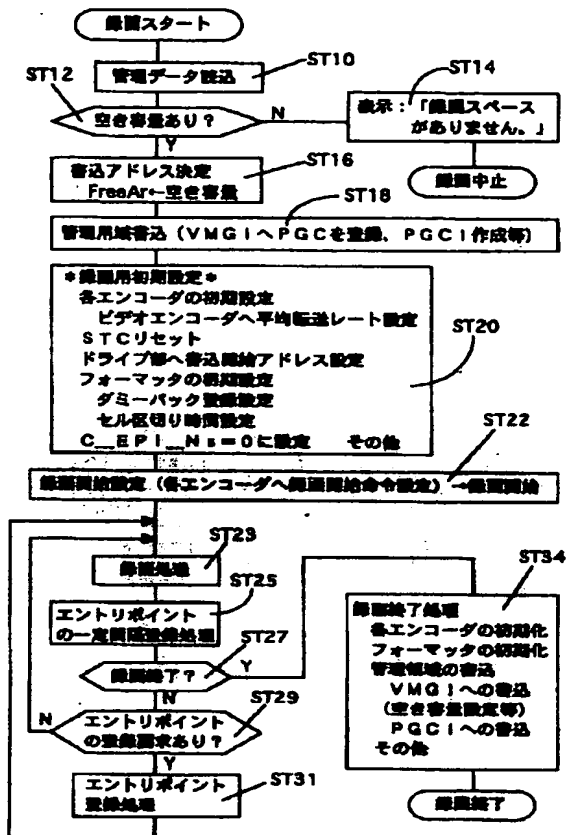 録画スタート
ST10
管理データ読込
ST12
空き容量あり?
N
Y
ST14
表示:「録画スペース
がありません。」
録画中止
ST16
書込アドレス決定
FreeAr←空き容量
ST18
管理用域書込(VMGIへPGCを登録、PGCI作成等)
ST20
*録画用初期設定*
各エンコーダの初期設定
ビデオエンコーダへ平均転送レート設定
STCリセット
ドライブ部へ書込開始アドレス設定
フォーマッタの初期設定
ダミーパック登録設定
セル区切り時間設定
C__EPI__Ns=0に設定 その他
ST22
録画開始設定(各エンコーダへ録画開始命令設定)→録画開始
ST23
録画処理
ST25
エントリポイント
の一定間隔登録処理
ST27
録画終了?
Y
N
ST29
エントリポイント
の登録要求あり?
N
Y
ST31
エントリポイント
登録処理
ST34
録画終了処理
各エンコーダの初期化
フォーマッタの初期化
管理領域の書込
VMGIへの書込
(空き容量設定等)
PGCIへの書込
その他
録画終了